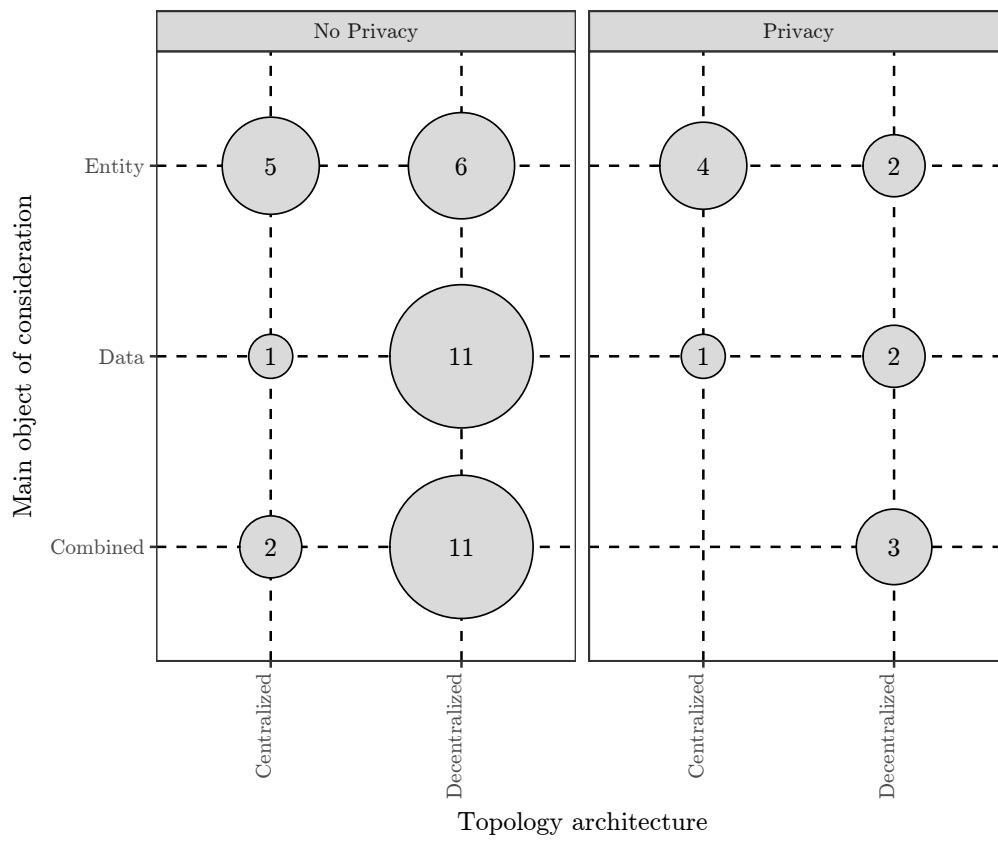 No Privacy
Privacy
Main object of consideration
Entity
5
6
4
2
Data
1
11
1
2
Combined
2
11
3
Centralized
Decentralized
Centralized
Decentralized
Topology architecture